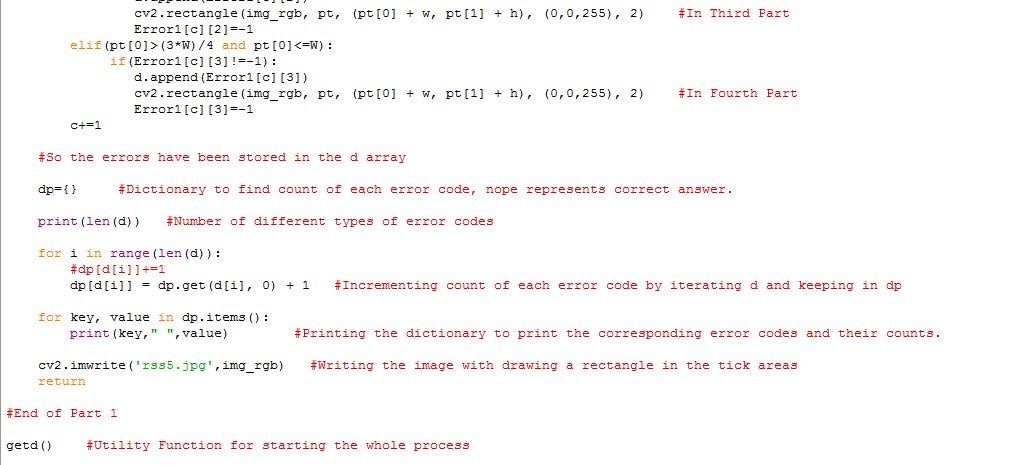 cv2.rectangle(img_rgb, pt, (pt[0] + w, pt[1] + h), (0,0,255), 2) #In Third Part
Error1[c][2]=-1
elif(pt[0]>(3*W)/4 and pt[0]<=W):
if(Error1[c][3]!=-1):
d.append(Error1[c][3])
cv2.rectangle(img_rgb, pt, (pt[0] + w, pt[1] + h), (0,0,255), 2) #In Fourth Part
Error1[c][3]=-1
c+=1
#So the errors have been stored in the d array
dp={} #Dictionary to find count of each error code, nope represents correct answer.
print(len(d)) #Number of different types of error codes
for i in range(len(d)):
#dp[d[i]]+=1
dp[d[i]] = dp.get(d[i], 0) + 1 #Incrementing count of each error code by iterating d and keeping in dp
for key, value in dp.items():
print(key," ",value) #Printing the dictionary to print the corresponding error codes and their counts.
cv2.imwrite('rss5.jpg',img_rgb) #Writing the image with drawing a rectangle in the tick areas
return
#End of Part 1
getd() #Utility Function for starting the whole process